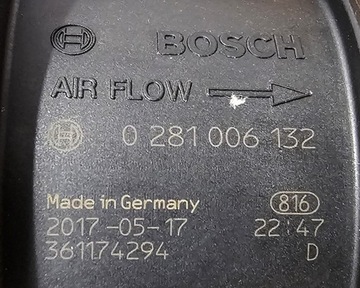 BOSCH
AIR FLOW
0 281 006 132
Made in Germany 816
2017-05-17 22:47
361174294 D